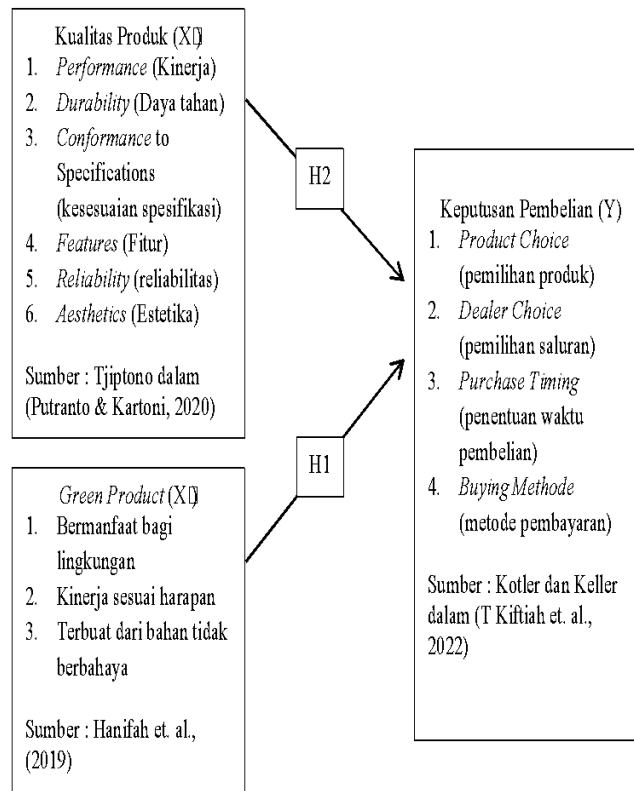 Kualitas Produk (X▯)
1. Performance (Kinerja)
2. Durability (Daya tahan)
3. Conformance to
Specifications
(kesesuaian spesifikasi)
4. Features (Fitur)
5. Reliability (reliabilitas)
6. Aesthetics (Estetika)
Sumber : Tjiptono dalam
(Putranto & Kartoni, 2020)
H2
Green Product (X▯)
1. Bermanfaat bagi
lingkungan
2. Kinerja sesuai harapan
3. Terbuat dari bahan tidak
berbahaya
Sumber : Hanifah et. al.,
(2019)
H1
Keputusan Pembelian (Y)
1. Product Choice
(pemilihan produk)
2. Dealer Choice
(pemilihan saluran)
3. Purchase Timing
(penentuan waktu
pembelian)
4. Buying Methode
(metode pembayaran)
Sumber : Kotler dan Keller
dalam (T Kiftiah et. al.,
2022)